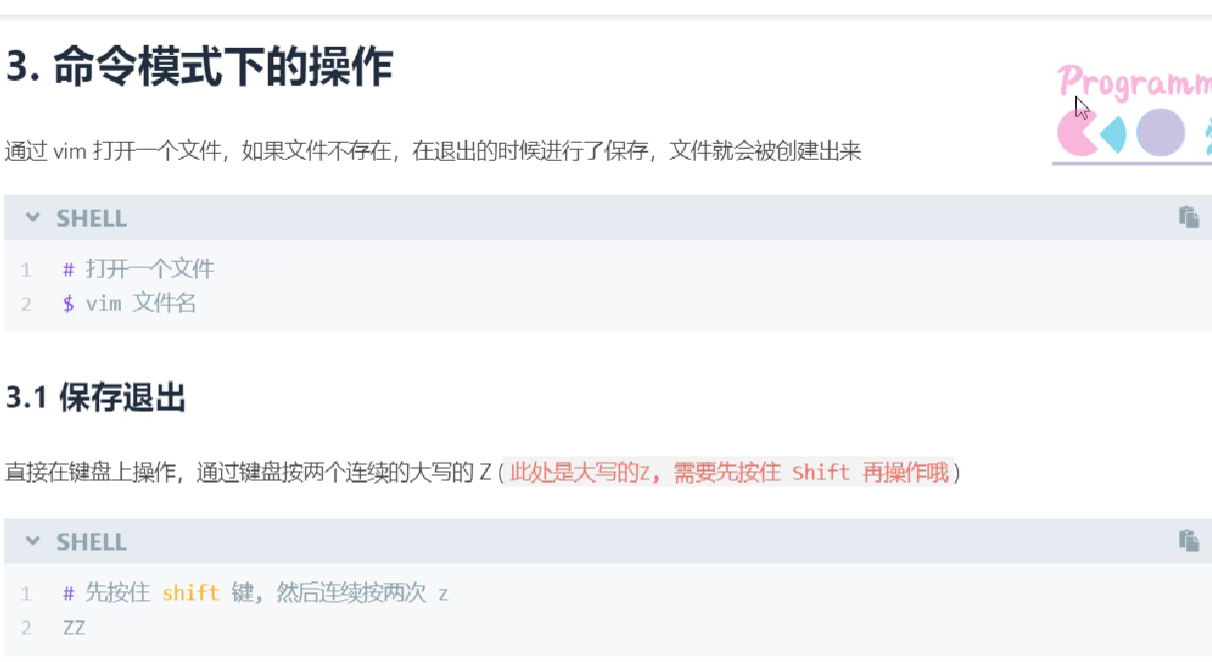 3. 命令模式下的操作
Programm
通过 vim 打开一个文件，如果文件不存在，在退出的时候进行了保存，文件就会被创建出来
SHELL
1 # 打开一个文件
2 $ vim 文件名
3.1 保存退出
直接在键盘上操作，通过键盘按两个连续的大写的 Z (此处是大写的Z，需要先按住 Shift 再操作哦)
SHELL
1 # 先按住 shift 键，然后连续按两次 z
2 ZZ